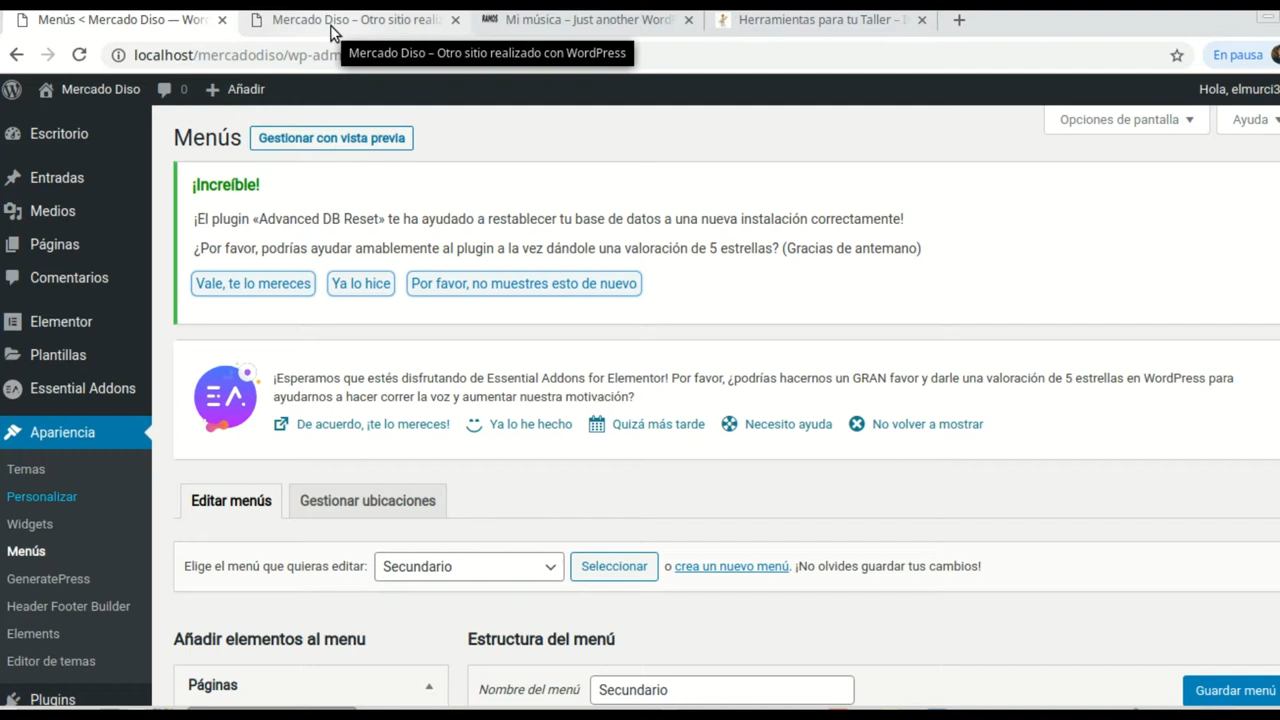 Menús < Mercado Diso — Wor
Mercado Diso – Otro sitio reali
RAMOS Mi música – Just another WordP
Herramientas para tu Taller – I
localhost/mercadodiso/wp-adm
Mercado Diso – Otro sitio realizado con WordPress
En pausa
Mercado Diso
0
Añadir
Hola, elmurci3
Escritorio
Entradas
Medios
Páginas
Comentarios
Elementor
Plantillas
Essential Addons
Apariencia
Temas
Personalizar
Widgets
Menús
GeneratePress
Header Footer Builder
Elements
Editor de temas
Plugins
Opciones de pantalla
Ayuda
Menús
Gestionar con vista previa
¡Increíble!
¡El plugin «Advanced DB Reset» te ha ayudado a restablecer tu base de datos a una nueva instalación correctamente!
¿Por favor, podrías ayudar amablemente al plugin a la vez dándole una valoración de 5 estrellas? (Gracias de antemano)
Vale, te lo mereces
Ya lo hice
Por favor, no muestres esto de nuevo
¡Esperamos que estés disfrutando de Essential Addons for Elementor! Por favor, ¿podrías hacernos un GRAN favor y darle una valoración de 5 estrellas en WordPress para
ayudarnos a hacer correr la voz y aumentar nuestra motivación?
De acuerdo, ¡te lo mereces!
Ya lo he hecho
Quizá más tarde
Necesito ayuda
No volver a mostrar
Editar menús
Gestionar ubicaciones
Elige el menú que quieras editar:
Secundario
Seleccionar
o crea un nuevo menú. ¡No olvides guardar tus cambios!
Añadir elementos al menu
Estructura del menú
Páginas
Nombre del menú
Secundario
Guardar menú